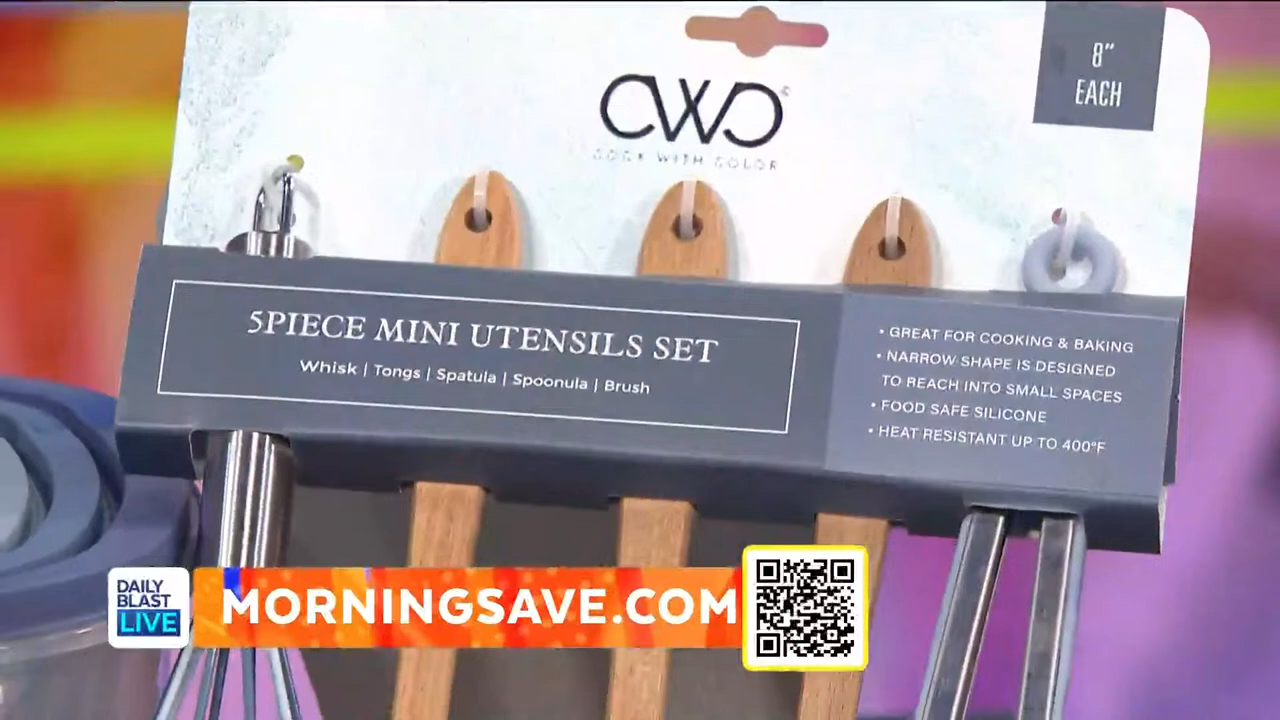 CWC
COOK WITH COLOR
8"
EACH
5PIECE MINI UTENSILS SET
Whisk | Tongs | Spatula | Spoonula | Brush
• GREAT FOR COOKING & BAKING
• NARROW SHAPE IS DESIGNED
TO REACH INTO SMALL SPACES
• FOOD SAFE SILICONE
• HEAT RESISTANT UP TO 400°F
DAILY
BLAST
LIVE
MORNINGSAVE.COM